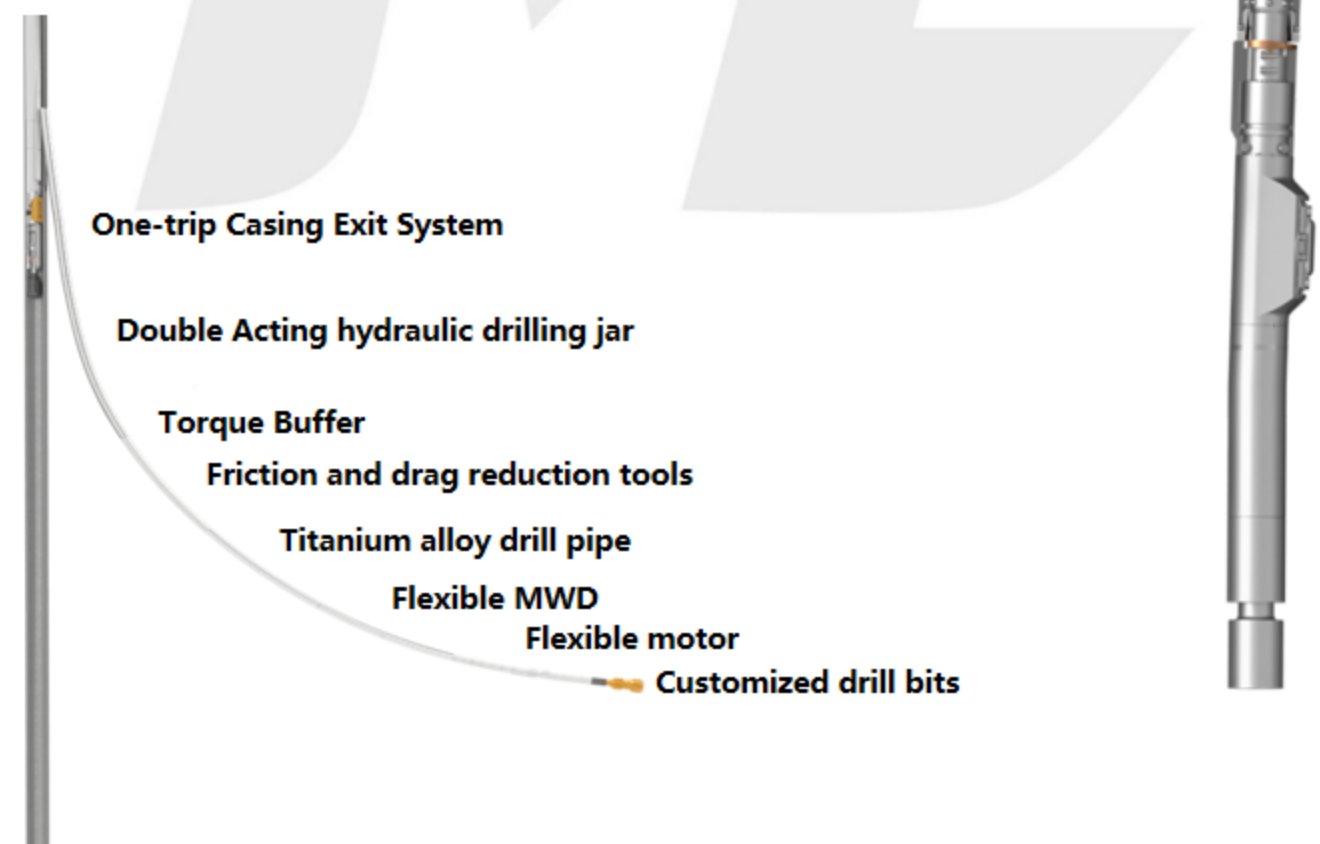 One-trip Casing Exit System
Double Acting hydraulic drilling jar
Torque Buffer
Friction and drag reduction tools
Titanium alloy drill pipe
Flexible MWD
Flexible motor
Customized drill bits